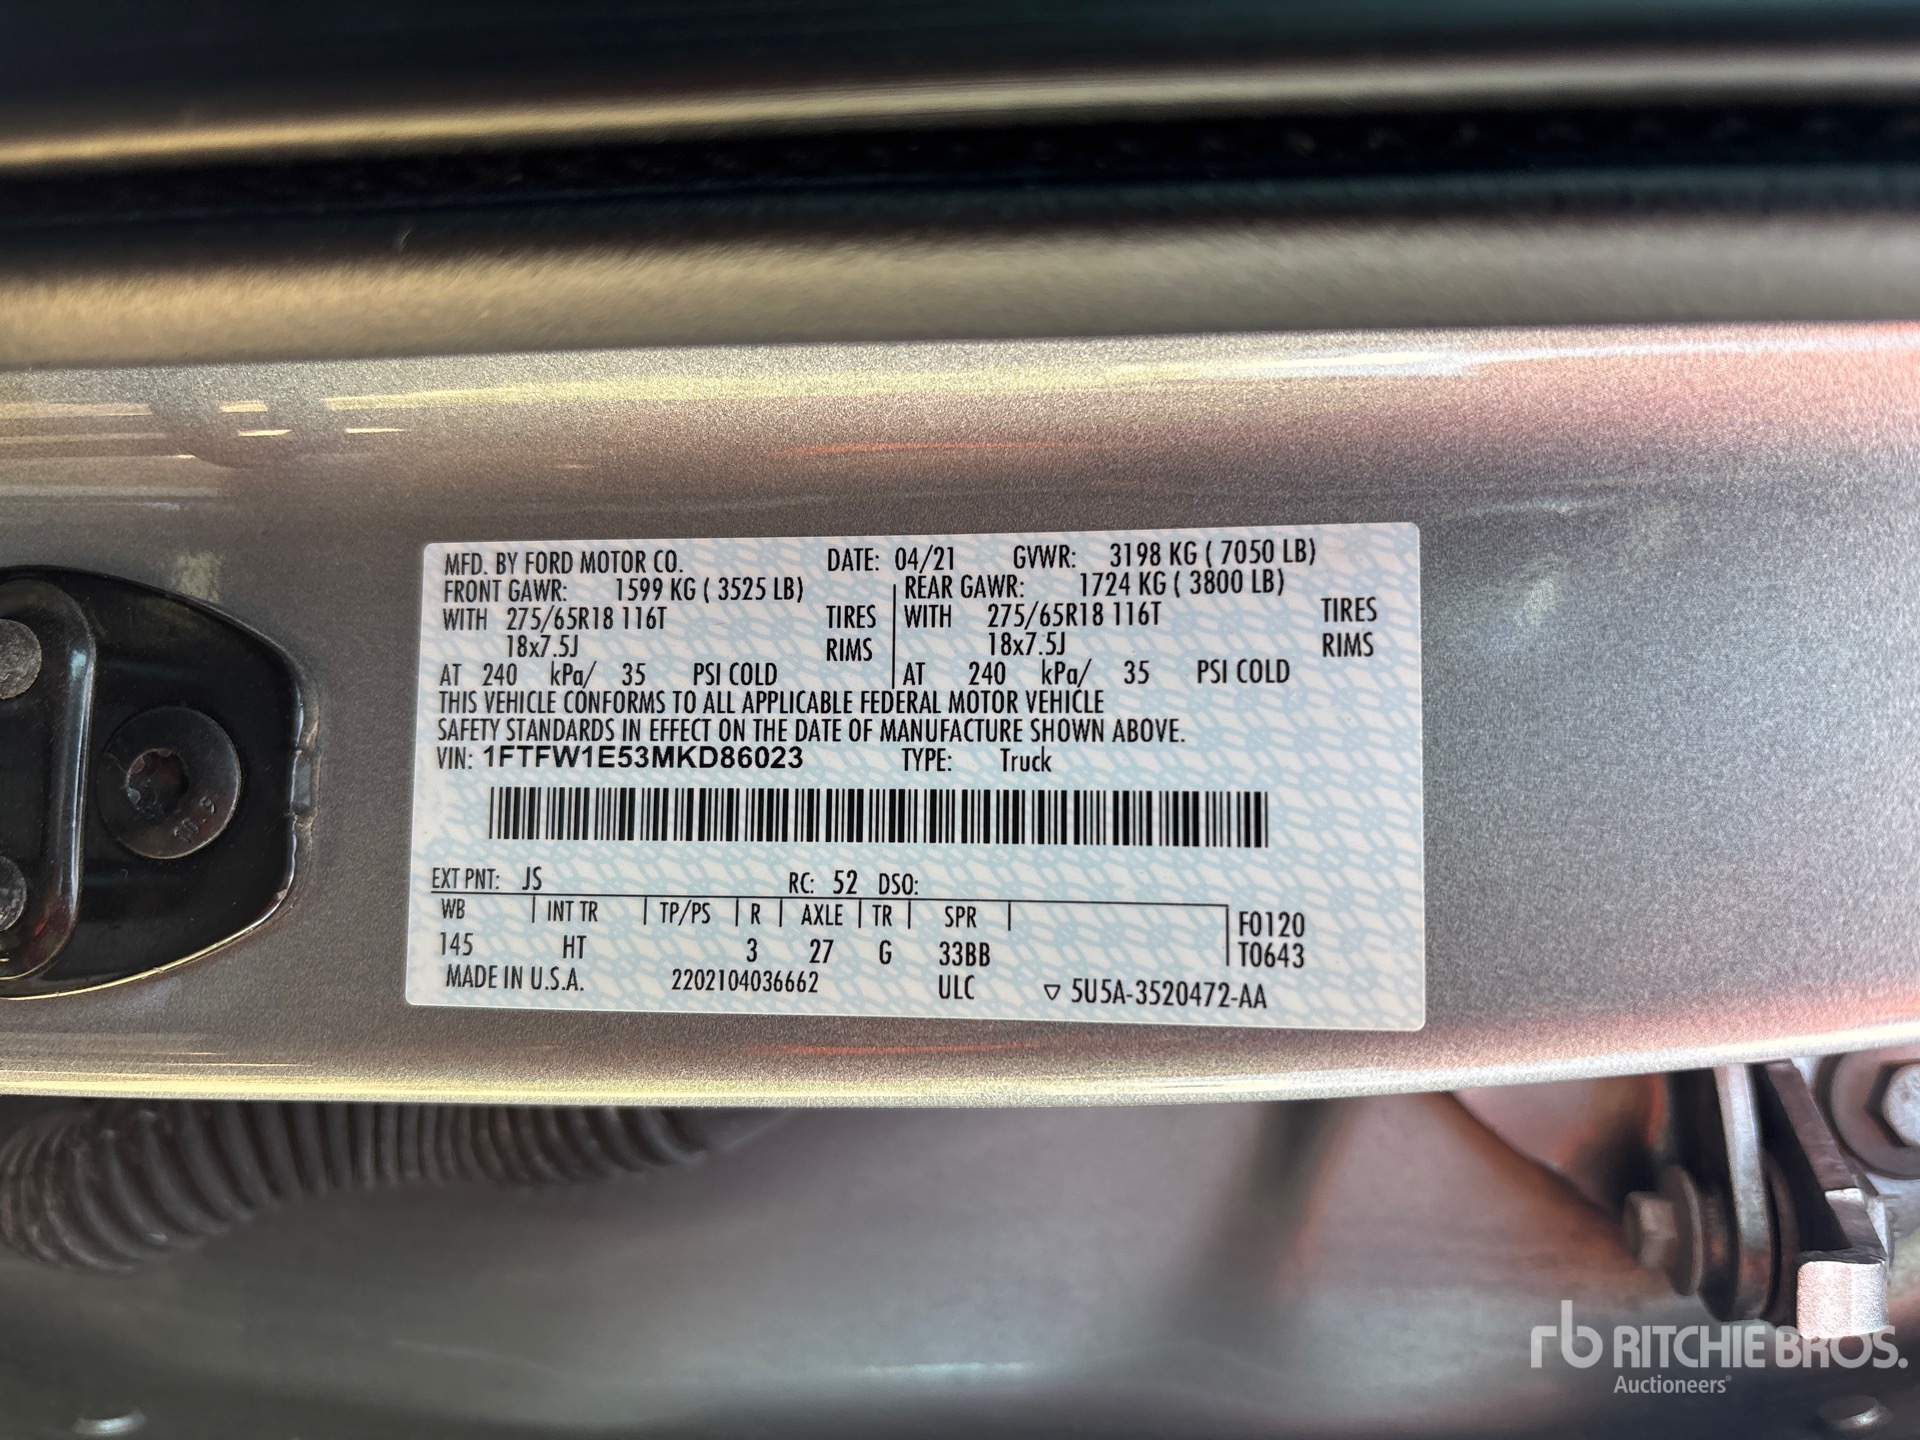 MFD. BY FORD MOTOR CO. DATE: 04/21 GVWR: 3198 KG ( 7050 LB)
FRONT GAWR: 1599 KG ( 3525 LB) REAR GAWR: 1724 KG ( 3800 LB)
WITH 275/65R18 116T TIRES WITH 275/65R18 116T TIRES
18x7.5J RIMS 18x7.5J RIMS
AT 240 kPa/ 35 PSI COLD AT 240 kPa/ 35 PSI COLD
THIS VEHICLE CONFORMS TO ALL APPLICABLE FEDERAL MOTOR VEHICLE
SAFETY STANDARDS IN EFFECT ON THE DATE OF MANUFACTURE SHOWN ABOVE.
VIN: 1FTFW1E53MKD86023 TYPE: Truck
EXT PNT: JS RC: 52 DSO:
WB INT TR TP/PS R AXLE TR SPR F0120
145 HT 3 27 G 33BB T0643
MADE IN U.S.A. 2202104036662 ULC ▽ 5U5A-3520472-AA
10.9
rb RITCHIE BROS.
Auctioneers®